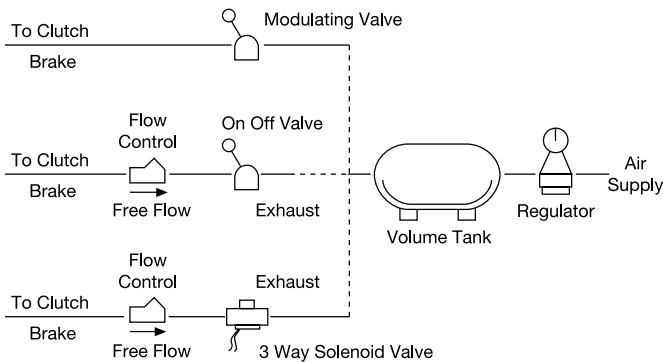 To Clutch
Brake
Modulating Valve
To Clutch
Brake
Flow
Control
Free Flow
On Off Valve
Exhaust
Volume Tank
Regulator
Air
Supply
To Clutch
Brake
Flow
Control
Free Flow
Exhaust
3 Way Solenoid Valve